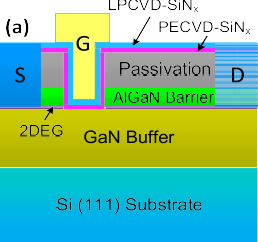 (a)
LPCVD-SiNx
PECVD-SiNx
G
S
Passivation
D
AlGaN Barrier
2DEG
GaN Buffer
Si (111) Substrate